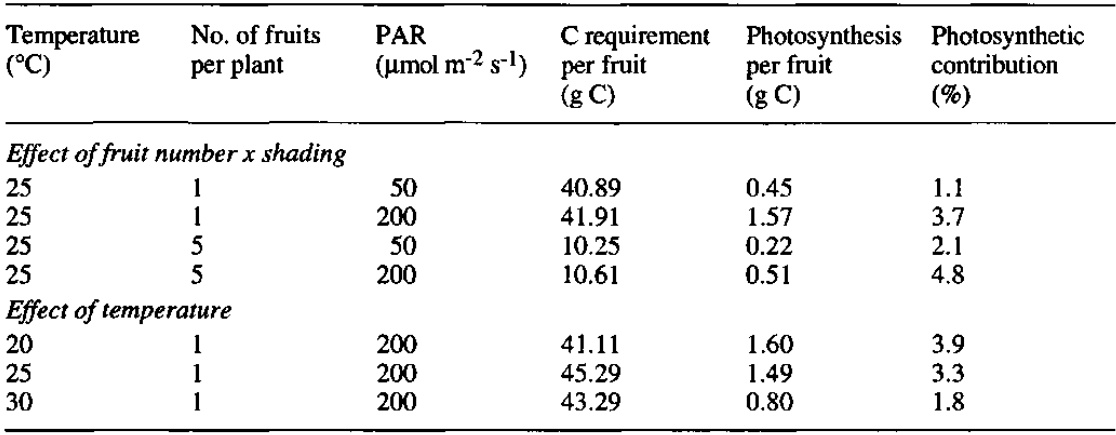 Temperature No. of fruits PAR C requirement Photosynthesis Photosynthetic
(°C) per plant (μmol m-2 s-1) per fruit per fruit contribution
(g C) (g C) (%)
Effect of fruit number x shading
25 1 50 40.89 0.45 1.1
25 1 200 41.91 1.57 3.7
25 5 50 10.25 0.22 2.1
25 5 200 10.61 0.51 4.8
Effect of temperature
20 1 200 41.11 1.60 3.9
25 1 200 45.29 1.49 3.3
30 1 200 43.29 0.80 1.8